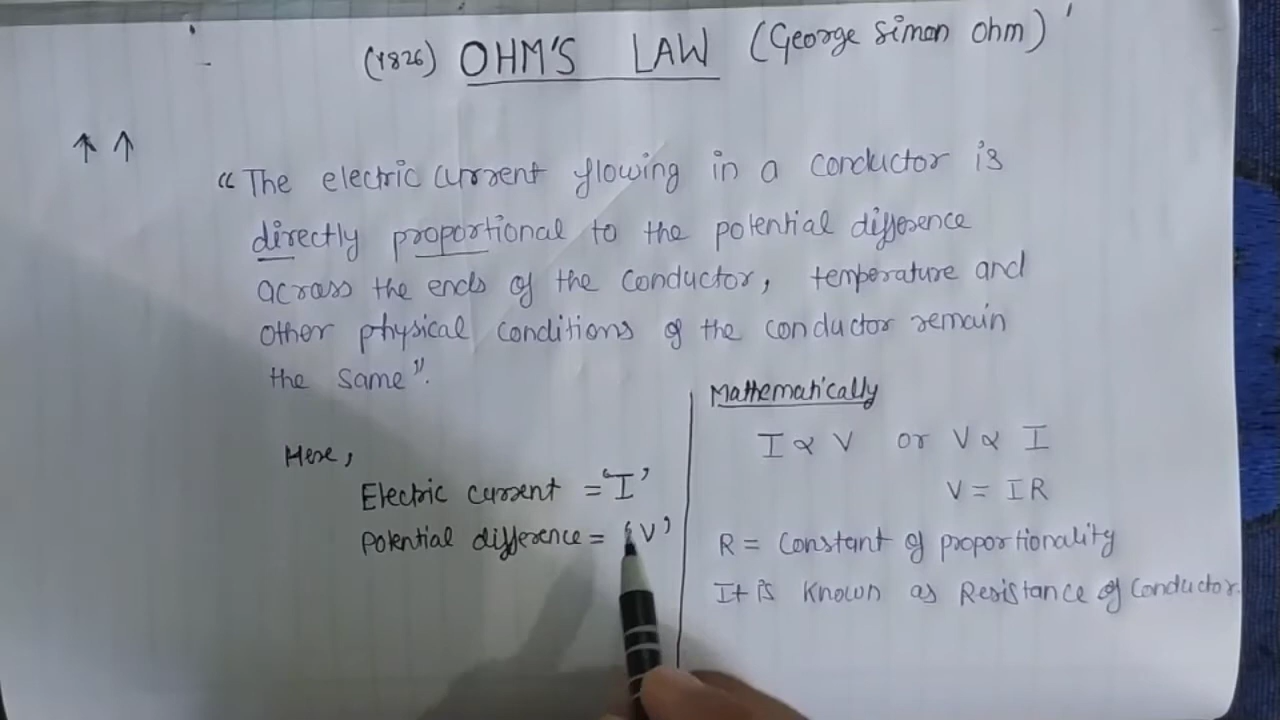 (1826) OHM'S LAW (George Simon Ohm)
↑ ↑
“The electric current flowing in a conductor is
directly proportional to the potential difference
across the ends of the conductor, temperature and
other physical conditions of the conductor remain
the same”.
Here,
Electric current = ‘I’
Potential difference = ‘V’
Mathematically
I ∝ V or V ∝ I
V = IR
R = Constant of proportionality
It is known as Resistance of Conductor.